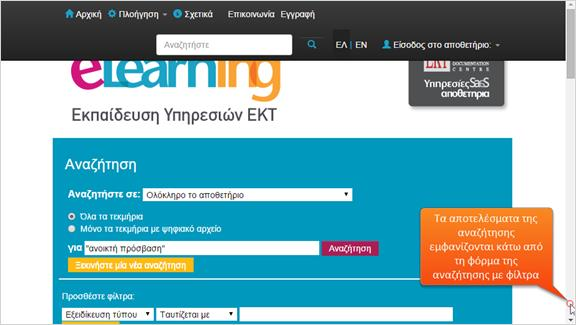 Αρχική Πλοήγηση Σχετικά Επικοινωνία Εγγραφή
Αναζητήστε ΕΛ | EN Είσοδος στο αποθετήριο:
eLearning
EKT DOCUMENTATION CENTRE
Υπηρεσίες SaaS
αποθετήρια
Εκπαίδευση Υπηρεσιών ΕΚΤ
Αναζήτηση
Αναζητήστε σε: Ολόκληρο το αποθετήριο
Όλα τα τεκμήρια
Μόνο τα τεκμήρια με ψηφιακό αρχείο
για "ανοικτή πρόσβαση" Αναζήτηση
Ξεκινήστε μία νέα αναζήτηση
Τα αποτελέσματα της
αναζήτησης
εμφανίζονται κάτω από
τη φόρμα της
αναζήτησης με φίλτρα
Προσθέστε φίλτρα:
Εξειδίκευση τύπου Ταυτίζεται με